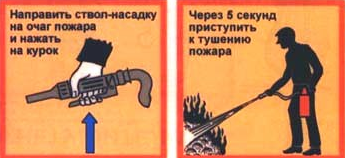 Направить ствол-насадку
на очаг пожара
и нажать
на курок
Через 5 секунд
приступить
к тушению
пожара